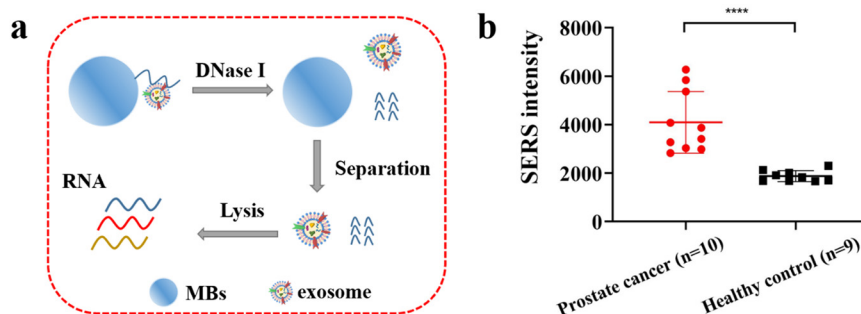 a
DNase I
Separation
RNA
Lysis
MBs
exosome
b
****
SERS intensity
8000
6000
4000
2000
0
Prostate cancer (n=10)
Healthy control (n=9)